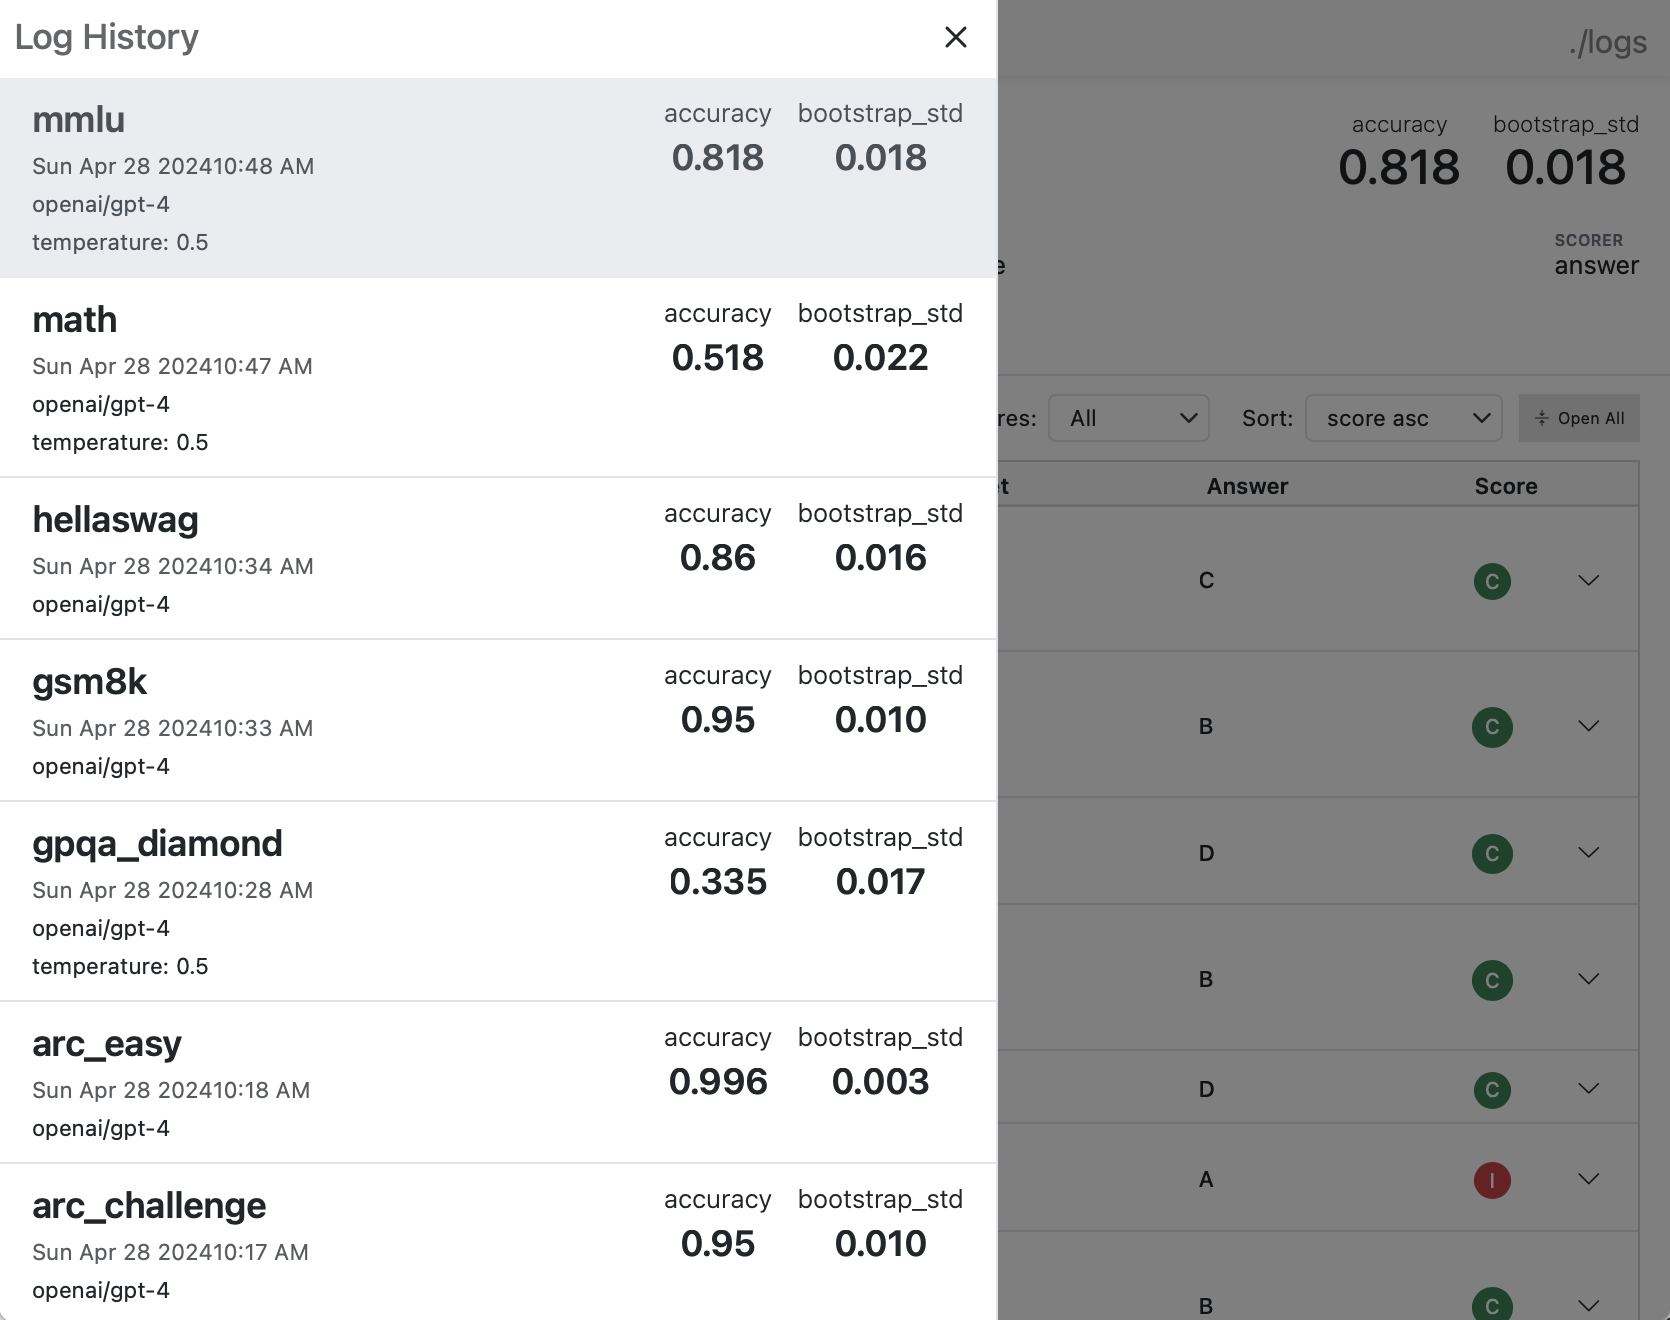 Log History
mmlu
accuracy bootstrap_std
0.818 0.018
Sun Apr 28 202410:48 AM
openai/gpt-4
temperature: 0.5
math
accuracy bootstrap_std
0.518 0.022
Sun Apr 28 202410:47 AM
openai/gpt-4
temperature: 0.5
hellaswag
accuracy bootstrap_std
0.86 0.016
Sun Apr 28 202410:34 AM
openai/gpt-4
gsm8k
accuracy bootstrap_std
0.95 0.010
Sun Apr 28 202410:33 AM
openai/gpt-4
gpqa_diamond
accuracy bootstrap_std
0.335 0.017
Sun Apr 28 202410:28 AM
openai/gpt-4
temperature: 0.5
arc_easy
accuracy bootstrap_std
0.996 0.003
Sun Apr 28 202410:18 AM
openai/gpt-4
arc_challenge
accuracy bootstrap_std
0.95 0.010
Sun Apr 28 202410:17 AM
openai/gpt-4
./logs
accuracy bootstrap_std
0.818 0.018
SCORER
answer
e
res: All Sort: score asc Open All
t Answer Score
C C
B C
D C
B C
D C
A I
B C